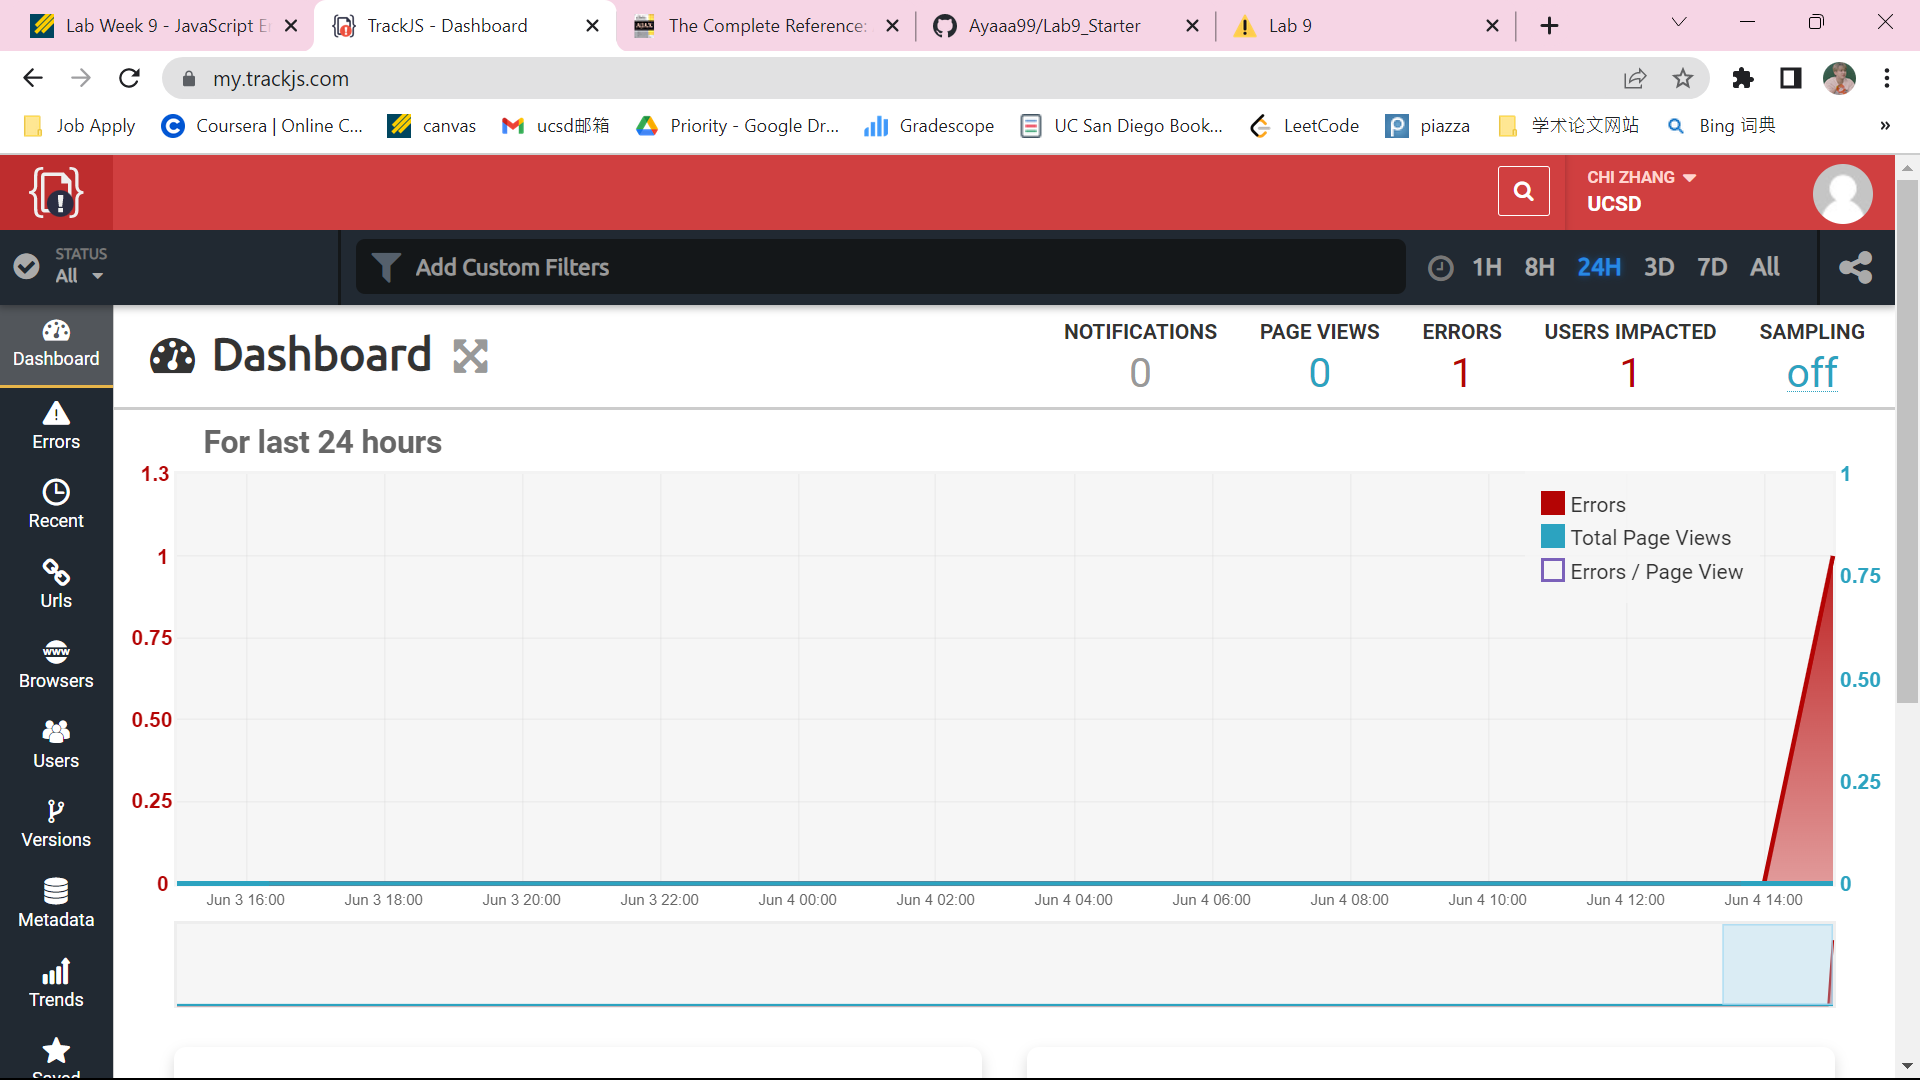 Lab Week 9 - JavaScript Er
TrackJS - Dashboard
The Complete Reference:
Ayaaa99/Lab9_Starter
Lab 9
my.trackjs.com
Job Apply
Coursera | Online C...
canvas
ucsd邮箱
Priority - Google Dr...
Gradescope
UC San Diego Book...
LeetCode
piazza
学术论文网站
Bing 词典
»
CHI ZHANG
UCSD
STATUS
All
Add Custom Filters
1H 8H 24H 3D 7D All
Dashboard
Errors
Recent
Urls
Browsers
Users
Versions
Metadata
Trends
Saved
Dashboard
NOTIFICATIONS
0
PAGE VIEWS
0
ERRORS
1
USERS IMPACTED
1
SAMPLING
off
For last 24 hours
1.3
1
0.75
0.50
0.25
0
Errors
Total Page Views
Errors / Page View
1
0.75
0.50
0.25
0
Jun 3 16:00 Jun 3 18:00 Jun 3 20:00 Jun 3 22:00 Jun 4 00:00 Jun 4 02:00 Jun 4 04:00 Jun 4 06:00 Jun 4 08:00 Jun 4 10:00 Jun 4 12:00 Jun 4 14:00